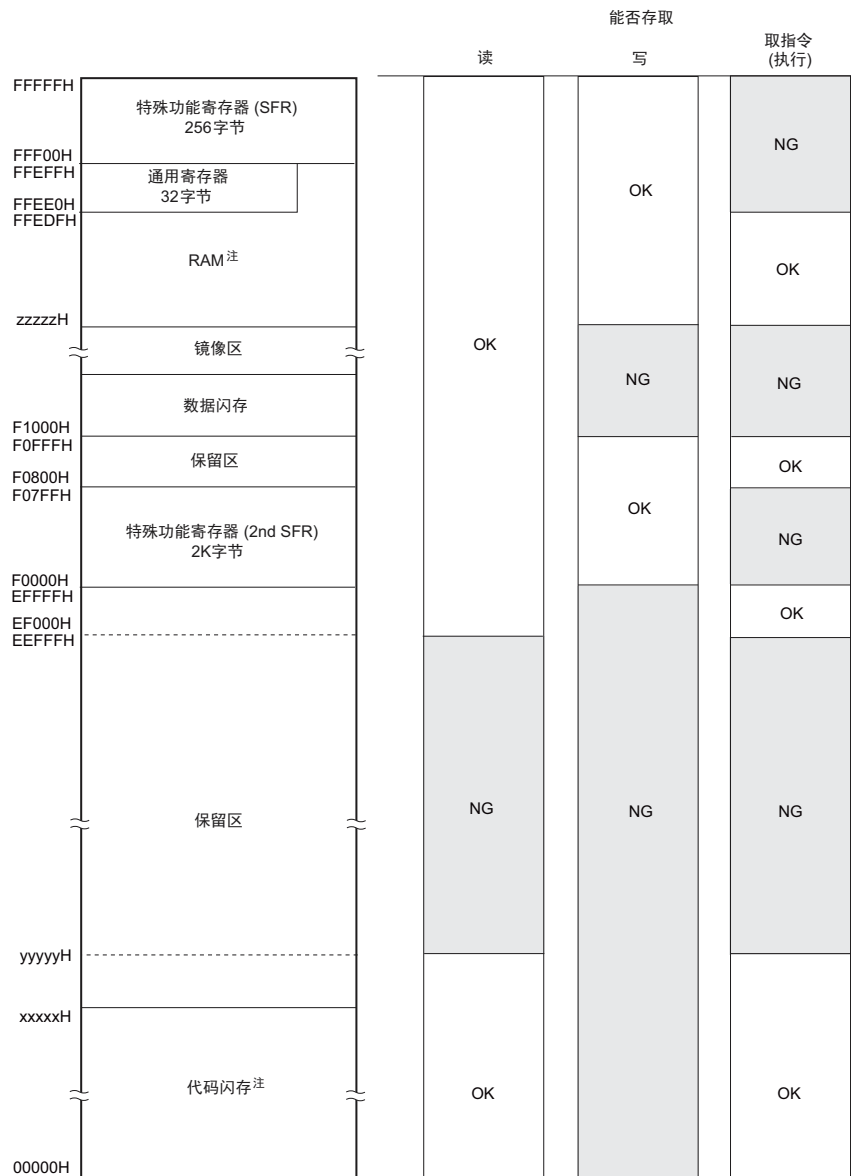 能否存取
读
写
取指令
(执行)
FFFFFH
特殊功能寄存器 (SFR)
256字节
NG
FFF00H
FFEFFH
通用寄存器
32字节
OK
FFEE0H
FFEDFH
RAM注
OK
zzzzzH
镜像区
OK
NG
NG
数据闪存
F1000H
F0FFFH
保留区
OK
F0800H
F07FFH
OK
特殊功能寄存器 (2nd SFR)
2K字节
NG
F0000H
EFFFFH
OK
EF000H
EEFFFH
保留区
NG
NG
NG
yyyyyH
xxxxxH
代码闪存注
OK
OK
00000H